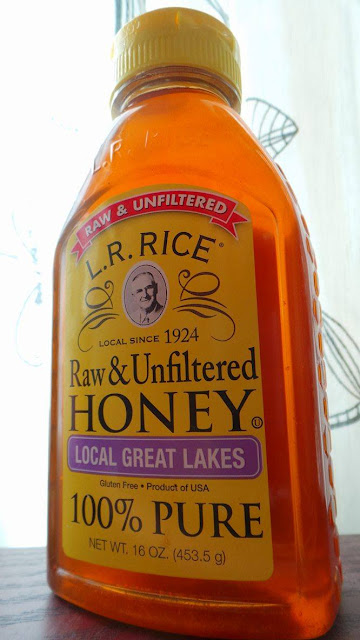 L.R. RICE
RAW & UNFILTERED
L.R. RICE®
LOCAL SINCE 1924
Raw & Unfiltered
HONEY
U
LOCAL GREAT LAKES
Gluten Free • Product of USA
100% PURE
NET WT. 16 OZ. (453.5 g)